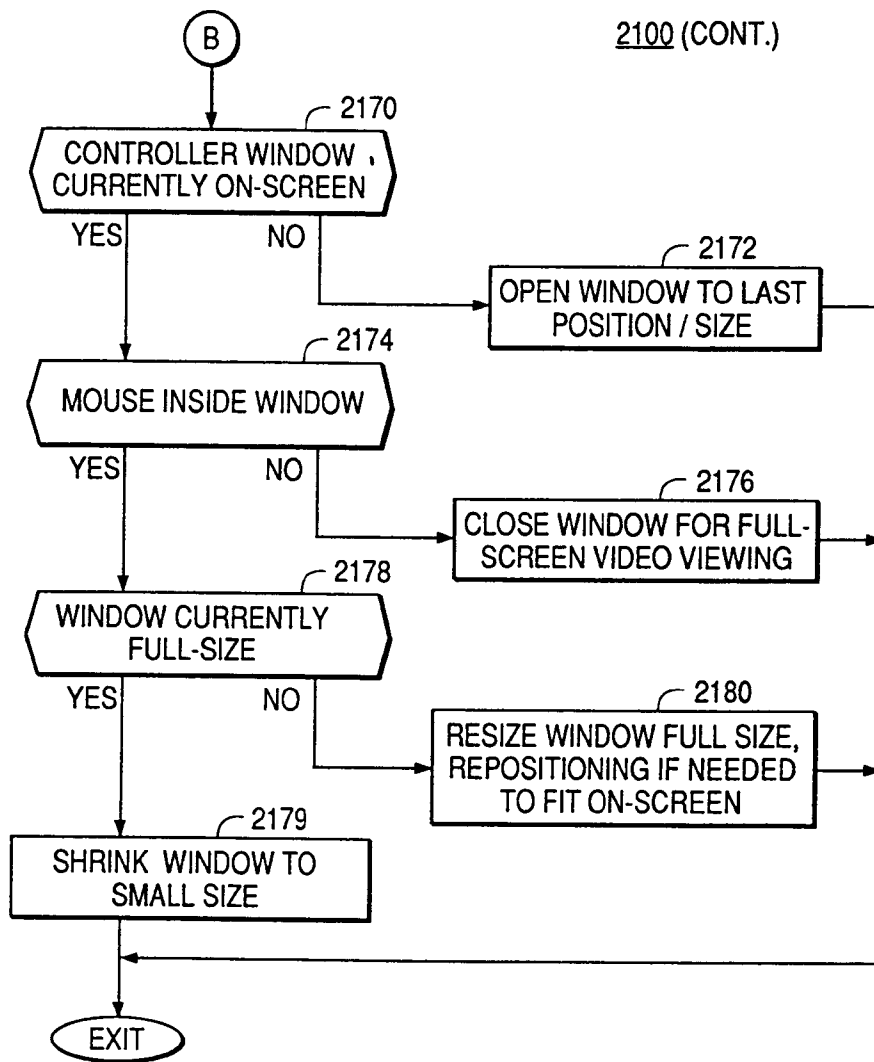 B
2100 (CONT.)
2170
CONTROLLER WINDOW
CURRENTLY ON-SCREEN
YES
NO
2172
OPEN WINDOW TO LAST
POSITION / SIZE
2174
MOUSE INSIDE WINDOW
YES
NO
2176
CLOSE WINDOW FOR FULL-
SCREEN VIDEO VIEWING
2178
WINDOW CURRENTLY
FULL-SIZE
YES
NO
2180
RESIZE WINDOW FULL SIZE,
REPOSITIONING IF NEEDED
TO FIT ON-SCREEN
2179
SHRINK WINDOW TO
SMALL SIZE
EXIT